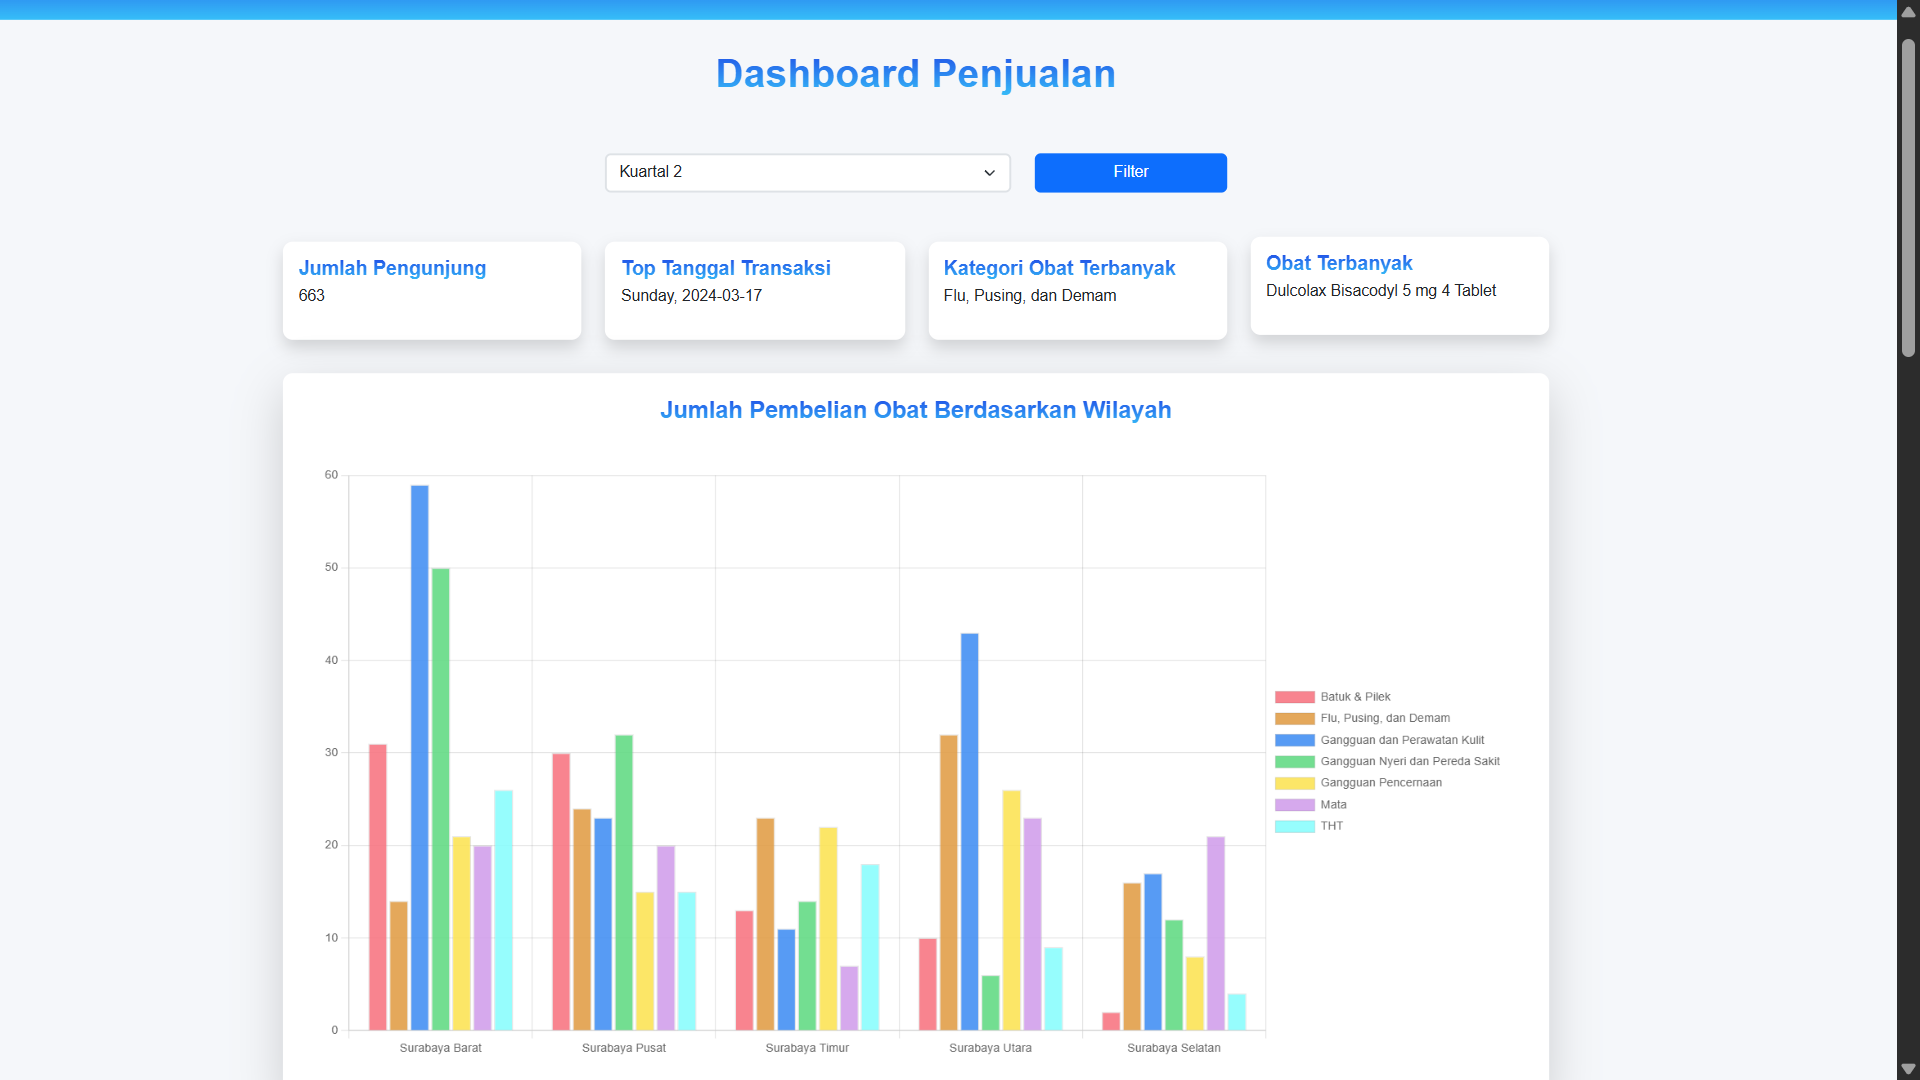 Dashboard Penjualan
Kuartal 2
Filter
Jumlah Pengunjung
663
Top Tanggal Transaksi
Sunday, 2024-03-17
Kategori Obat Terbanyak
Flu, Pusing, dan Demam
Obat Terbanyak
Dulcolax Bisacodyl 5 mg 4 Tablet
Jumlah Pembelian Obat Berdasarkan Wilayah
60
50
40
30
20
10
0
Surabaya Barat
Surabaya Pusat
Surabaya Timur
Surabaya Utara
Surabaya Selatan
Batuk & Pilek
Flu, Pusing, dan Demam
Gangguan dan Perawatan Kulit
Gangguan Nyeri dan Pereda Sakit
Gangguan Pencernaan
Mata
THT